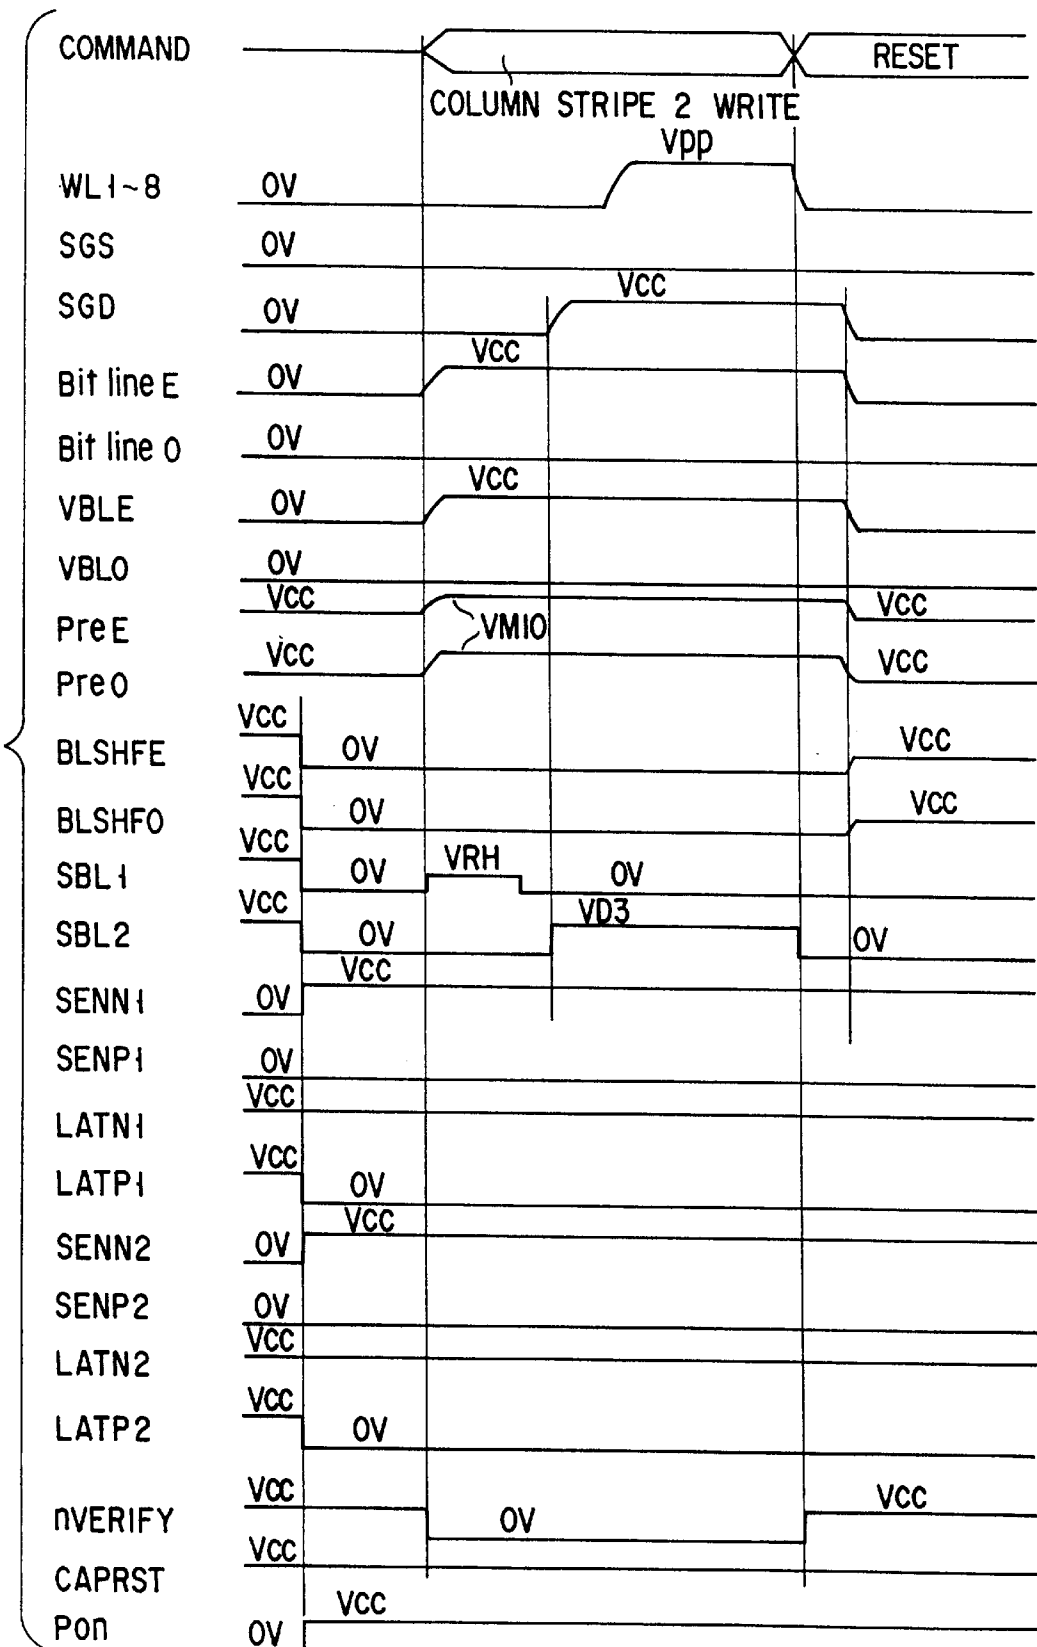 COMMAND RESET
COLUMN STRIPE 2 WRITE
Vpp
WL1~8 0V
SGS 0V
VCC
SGD 0V
VCC
Bit line E 0V
Bit line O 0V
VCC
VBLE 0V
VBLO 0V
VCC VCC
PreE VM10
VCC VCC
PreO
VCC
BLSHFE 0V VCC
VCC
BLSHFO 0V VCC
VCC VRH
SBL1 0V 0V
VCC VD3
SBL2 0V 0V
VCC
SENN1 0V
SENP1 0V
VCC
LATN1
VCC
LATP1 0V
VCC
SENN2 0V
SENP2 0V
VCC
LATN2
VCC
LATP2 0V
VCC VCC
nVERIFY 0V
VCC
CAPRST
VCC
Pon 0V